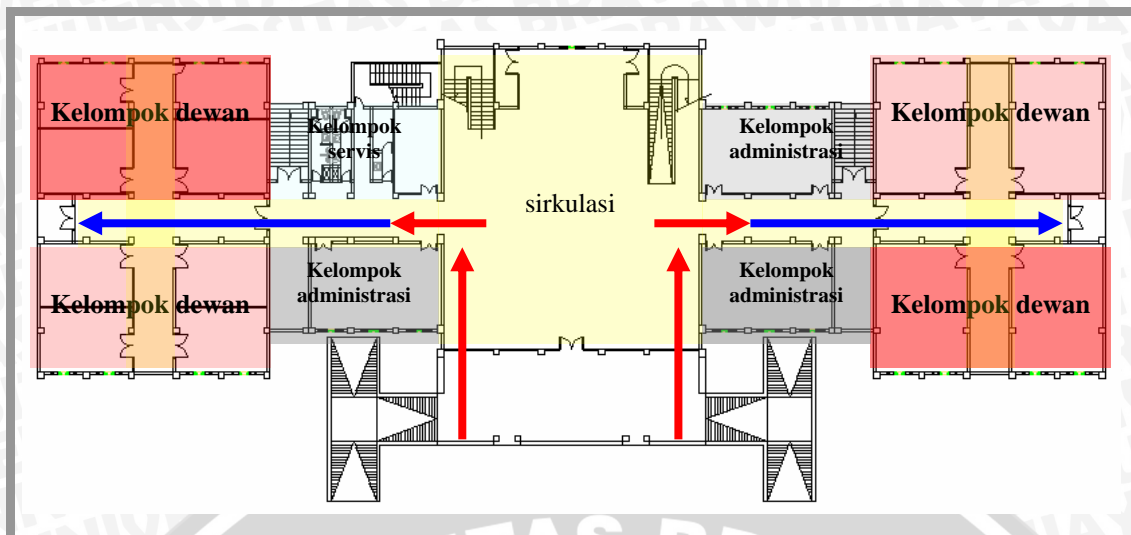 Kelompok dewan
Kelompok
servis
Kelompok
administrasi
Kelompok dewan
sirkulasi
Kelompok dewan
Kelompok
administrasi
Kelompok
administrasi
Kelompok dewan